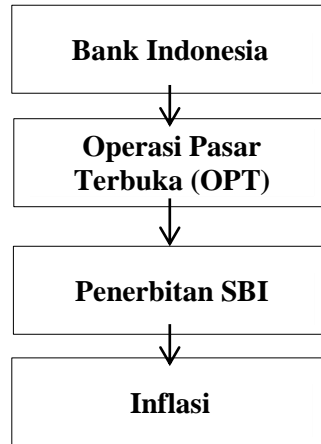 Bank Indonesia
Operasi Pasar
Terbuka (OPT)
Penerbitan SBI
Inflasi